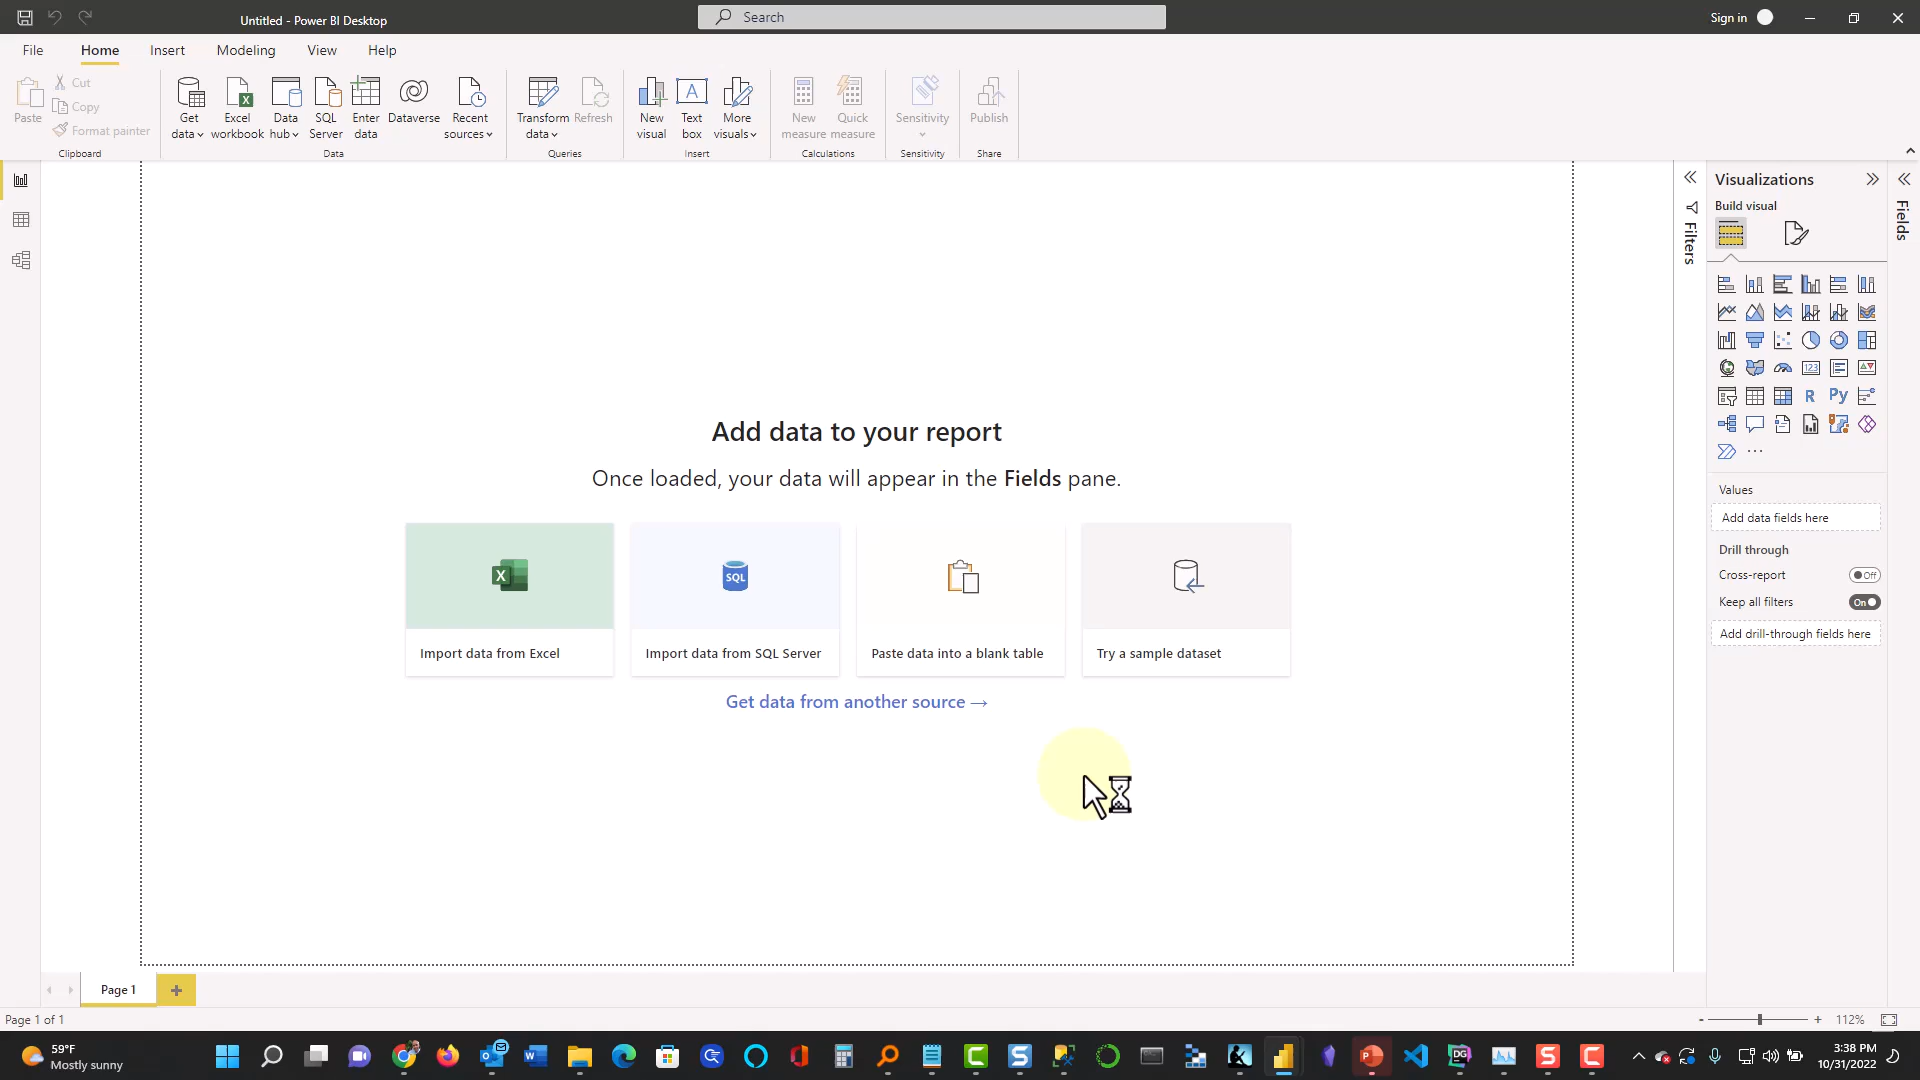 Untitled - Power BI Desktop
Search
Sign in
File Home Insert Modeling View Help
Paste
Cut
Copy
Format painter
Clipboard
Get data
Excel workbook
Data hub
SQL Server
Enter data
Dataverse
Recent sources
Data
Transform data
Refresh
Queries
New visual
Text box
More visuals
Insert
New measure
Quick measure
Calculations
Sensitivity
Sensitivity
Publish
Share
Filters
Visualizations
Build visual
Fields
123
R
Py
Values
Add data fields here
Drill through
Cross-report
Off
Keep all filters
On
Add drill-through fields here
Add data to your report
Once loaded, your data will appear in the Fields pane.
SQL
Import data from Excel
Import data from SQL Server
Paste data into a blank table
Try a sample dataset
Get data from another source →
Page 1
Page 1 of 1
- + 112%
59°F
Mostly sunny
3:38 PM
10/31/2022